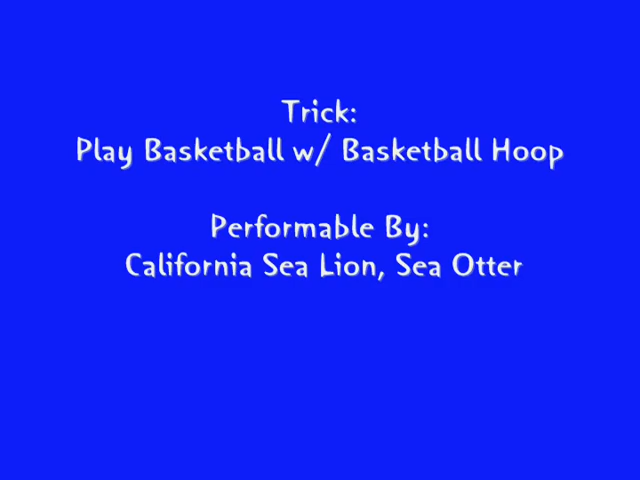 Trick:
Play Basketball w/ Basketball Hoop
Performable By:
California Sea Lion, Sea Otter